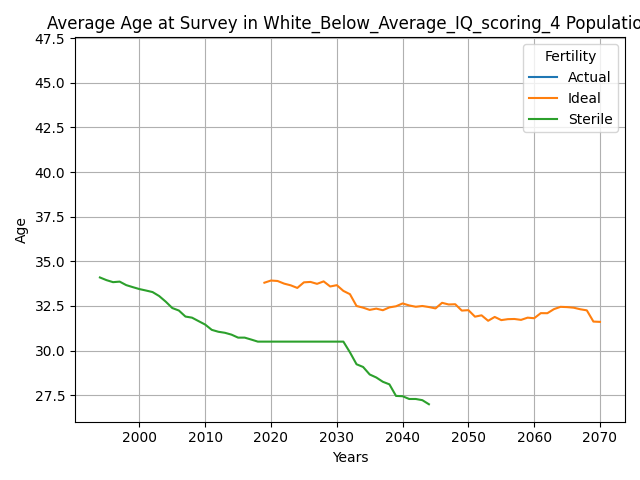 Average Age at Survey in White_Below_Average_IQ_scoring_4 Populatio
47.5
45.0
42.5
40.0
37.5
35.0
32.5
30.0
27.5
Age
Fertility
Actual
Ideal
Sterile
2000 2010 2020 2030 2040 2050 2060 2070
Years